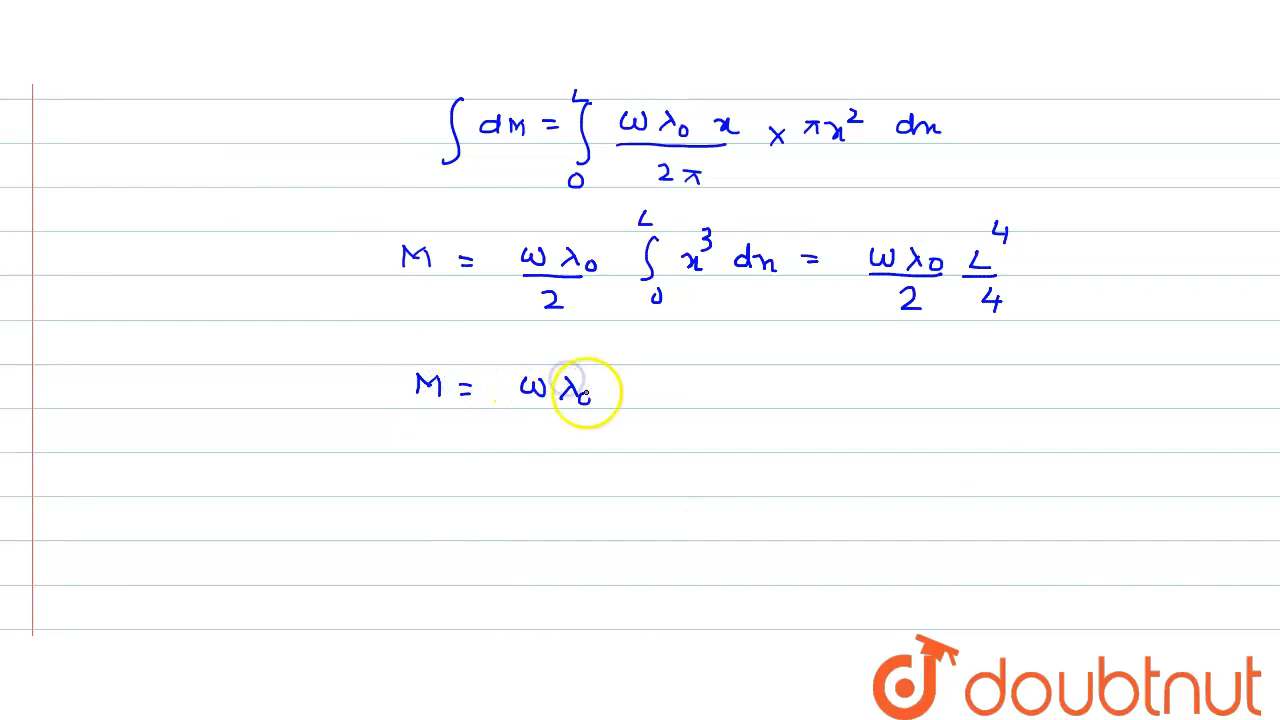 ∫ dM = ∫₀ᴸ ωλ₀ x / 2π × πx² dx
M = ωλ₀ / 2 ∫₀ᴸ x³ dx = ωλ₀ / 2 L⁴ / 4
M = ωλ₀
doubtnut